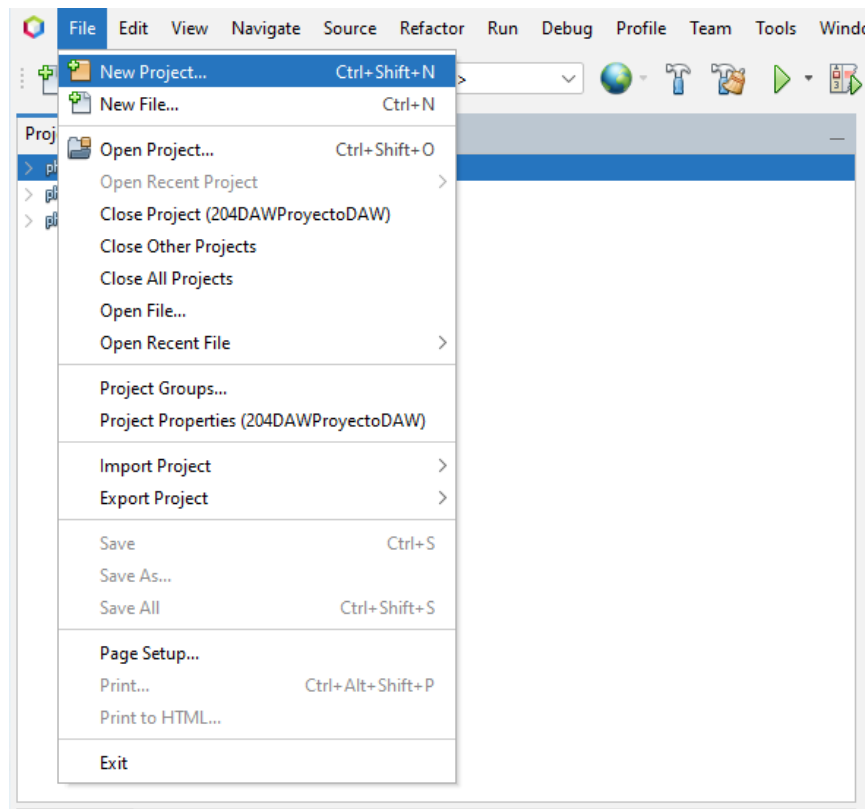 File Edit View Navigate Source Refactor Run Debug Profile Team Tools
New Project... Ctrl+Shift+N
New File... Ctrl+N
Open Project... Ctrl+Shift+O
Open Recent Project
Close Project (204DAWProyectoDAW)
Close Other Projects
Close All Projects
Open File...
Open Recent File
Project Groups...
Project Properties (204DAWProyectoDAW)
Import Project
Export Project
Save Ctrl+S
Save As...
Save All Ctrl+Shift+S
Page Setup...
Print... Ctrl+Alt+Shift+P
Print to HTML...
Exit